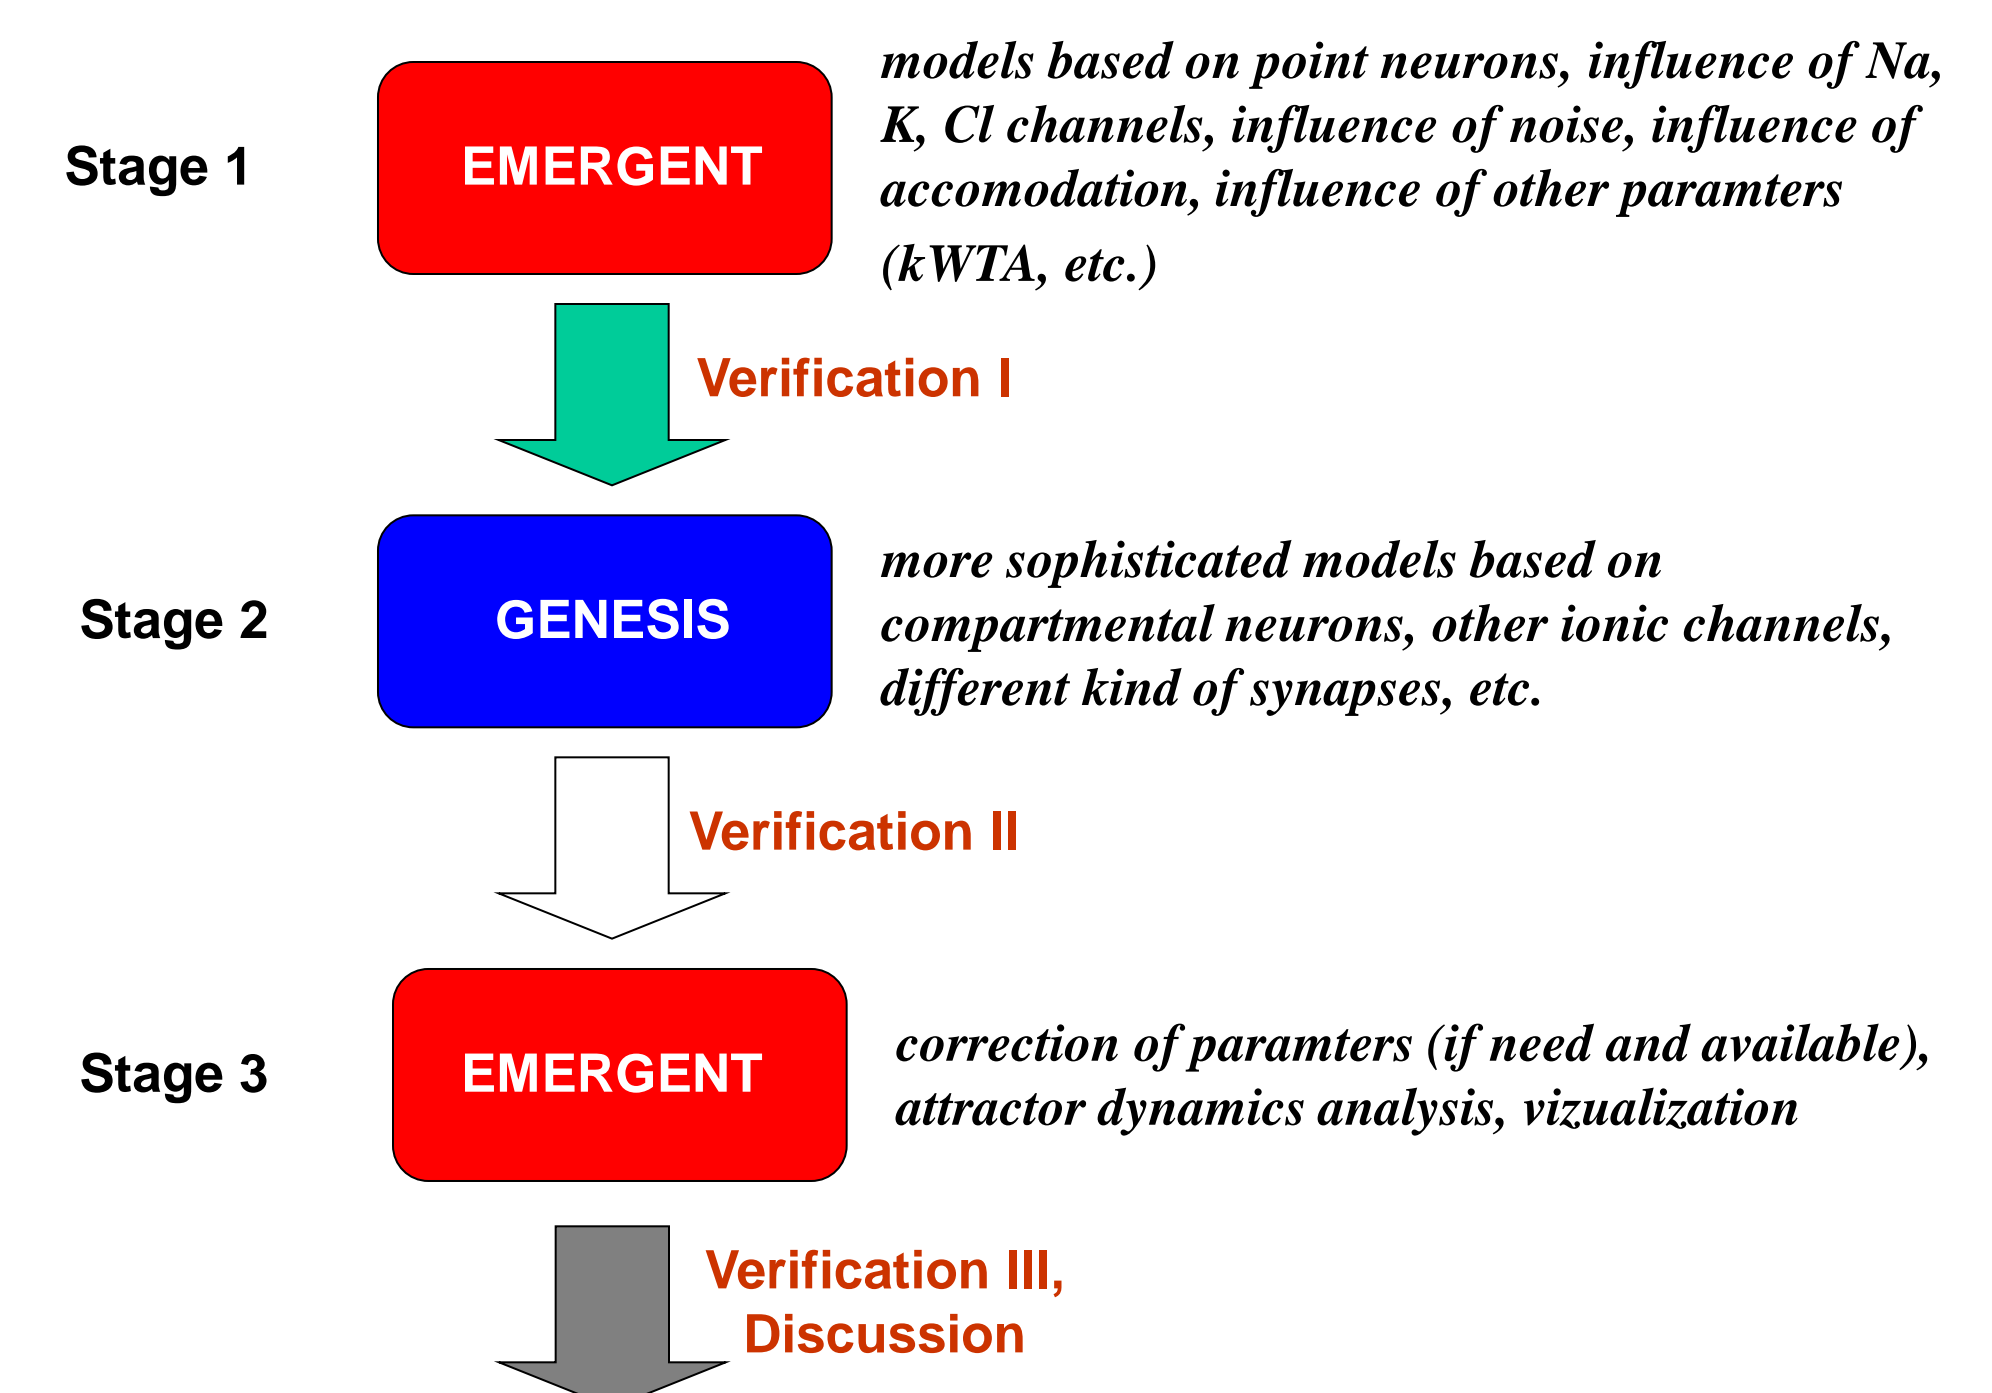 models based on point neurons, influence of Na,
K, Cl channels, influence of noise, influence of
accomodation, influence of other paramters
(kWTA, etc.)
Stage 1
EMERGENT
Verification I
more sophisticated models based on
compartmental neurons, other ionic channels,
different kind of synapses, etc.
Stage 2
GENESIS
Verification II
Stage 3
EMERGENT
correction of paramters (if need and available),
attractor dynamics analysis, vizualization
Verification III,
Discussion